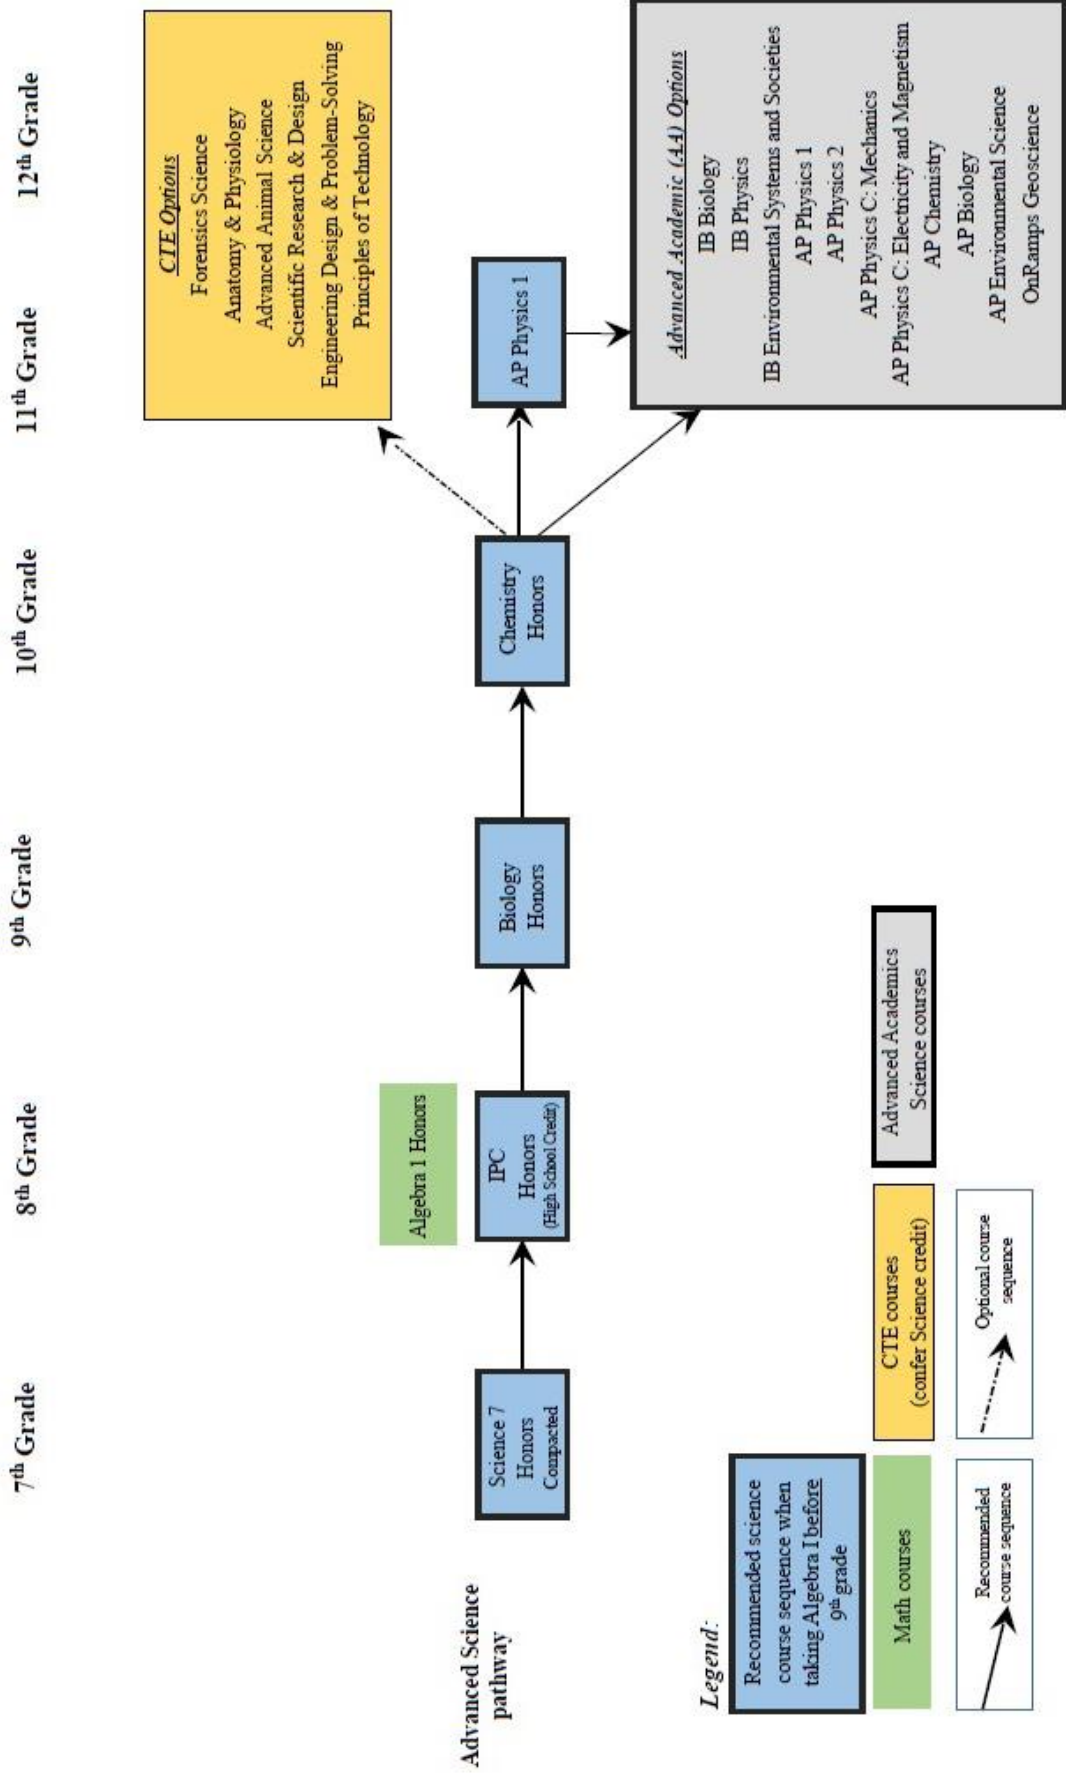 7th Grade
8th Grade
9th Grade
10th Grade
11th Grade
12th Grade
CTE Options
Forensics Science
Anatomy & Physiology
Advanced Animal Science
Scientific Research & Design
Engineering Design & Problem-Solving
Principles of Technology
Algebra 1 Honors
Advanced Science
pathway
Science 7
Honors
Compacted
IPC
Honors
(High School Credit)
Biology
Honors
Chemistry
Honors
AP Physics 1
Advanced Academic (AA) Options
IB Biology
IB Physics
IB Environmental Systems and Societies
AP Physics 1
AP Physics 2
AP Physics C: Mechanics
AP Physics C: Electricity and Magnetism
AP Chemistry
AP Biology
AP Environmental Science
OnRamps Geoscience
Legend:
Recommended science
course sequence when
taking Algebra I before
9th grade
Math courses
CTE courses
(confer Science credit)
Advanced Academics
Science courses
Recommended
course sequence
Optional course
sequence